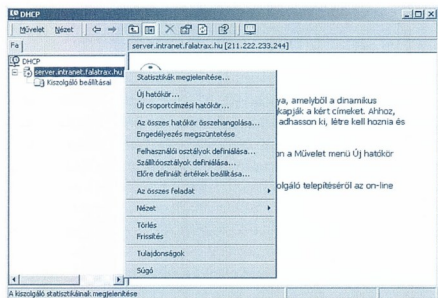 DHCP
Művelet Nézet
Fa
server.intranet.falatrax.hu [211.222.233.244]
DHCP
server.intranet.falatrax.hu
Kiszolgáló beállításai
Statisztikák megjelenítése...
Új hatókör...
Új csoportcímzési hatókör...
Az összes hatókör összehangolása...
Engedélyezés megszüntetése
Felhasználói osztályok definiálása...
Szállítóosztályok definiálása...
Előre definiált értékek beállítása...
Az összes feladat
Nézet
Törlés
Frissítés
Tulajdonságok
Súgó
ya, amelyből a dinamikus
kapják a kért címeket. Ahhoz,
adhasson ki, létre kell hoznia és
on a Művelet menü Új hatókör
olgáló telepítéséről az on-line
A kiszolgáló statisztikáinak megjelenítése